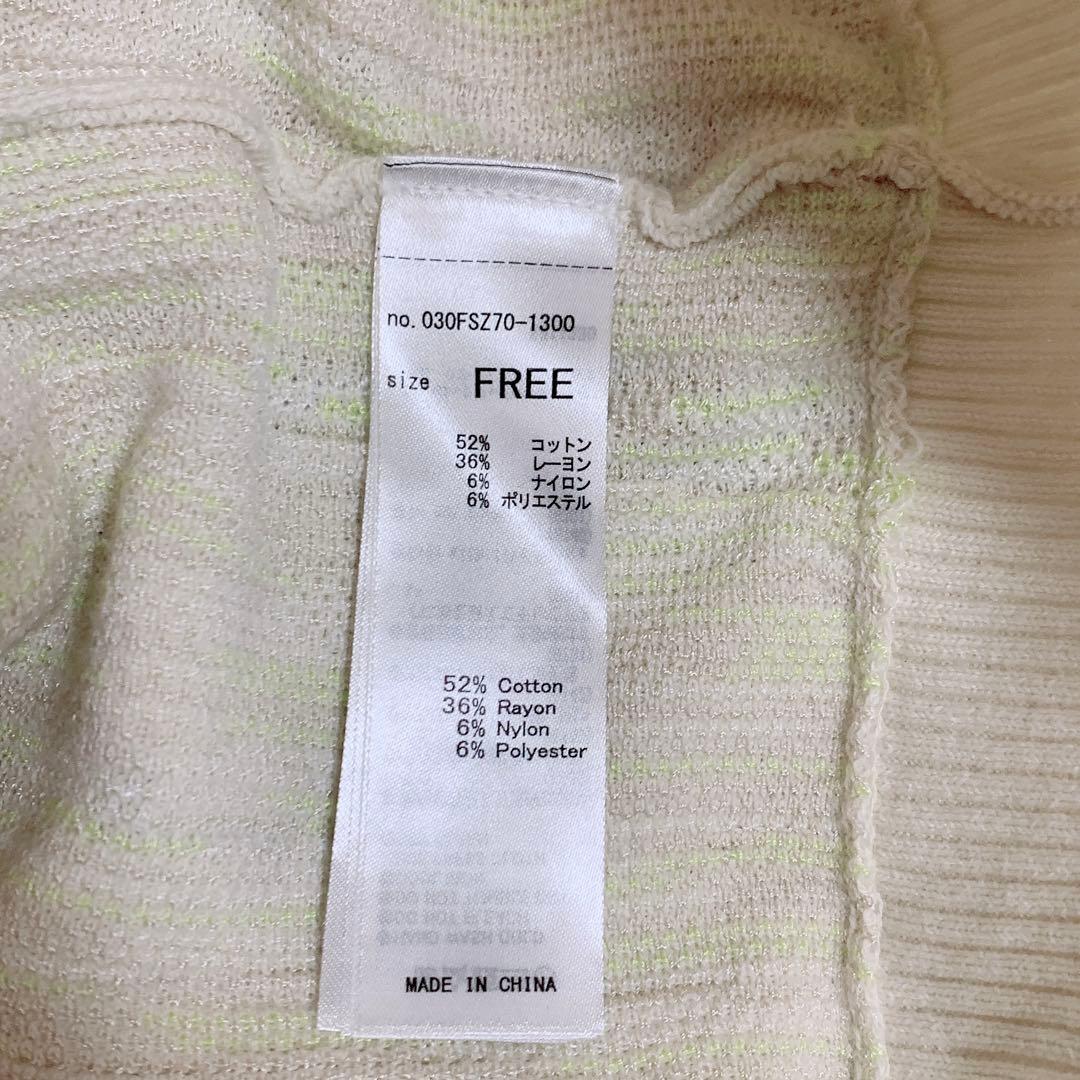 no. 030FSZ70-1300
size FREE
52% コットン
36% レーヨン
6% ナイロン
6% ポリエステル
52% Cotton
36% Rayon
6% Nylon
6% Polyester
MADE IN CHINA